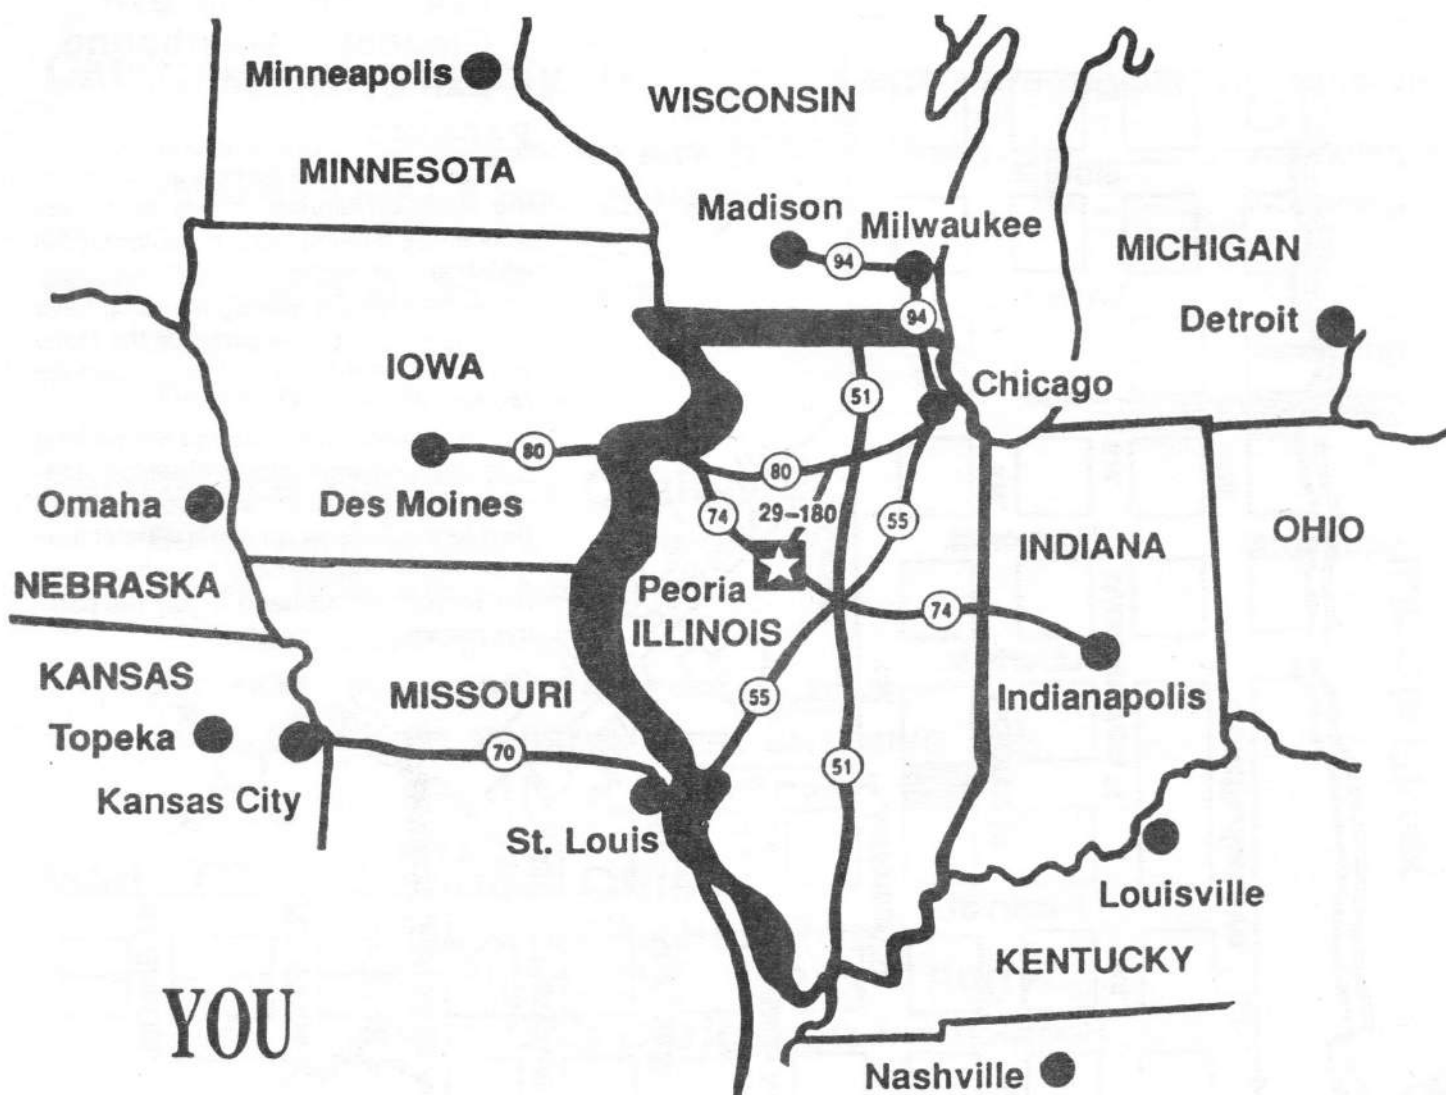 Minneapolis
WISCONSIN
MINNESOTA
Madison
Milwaukee
94
MICHIGAN
94
Detroit
IOWA
Chicago
51
80
80
Omaha
Des Moines
74
29-180
55
INDIANA
OHIO
NEBRASKA
Peoria
74
ILLINOIS
KANSAS
MISSOURI
55
Indianapolis
Topeka
70
51
Kansas City
St. Louis
Louisville
KENTUCKY
YOU
Nashville